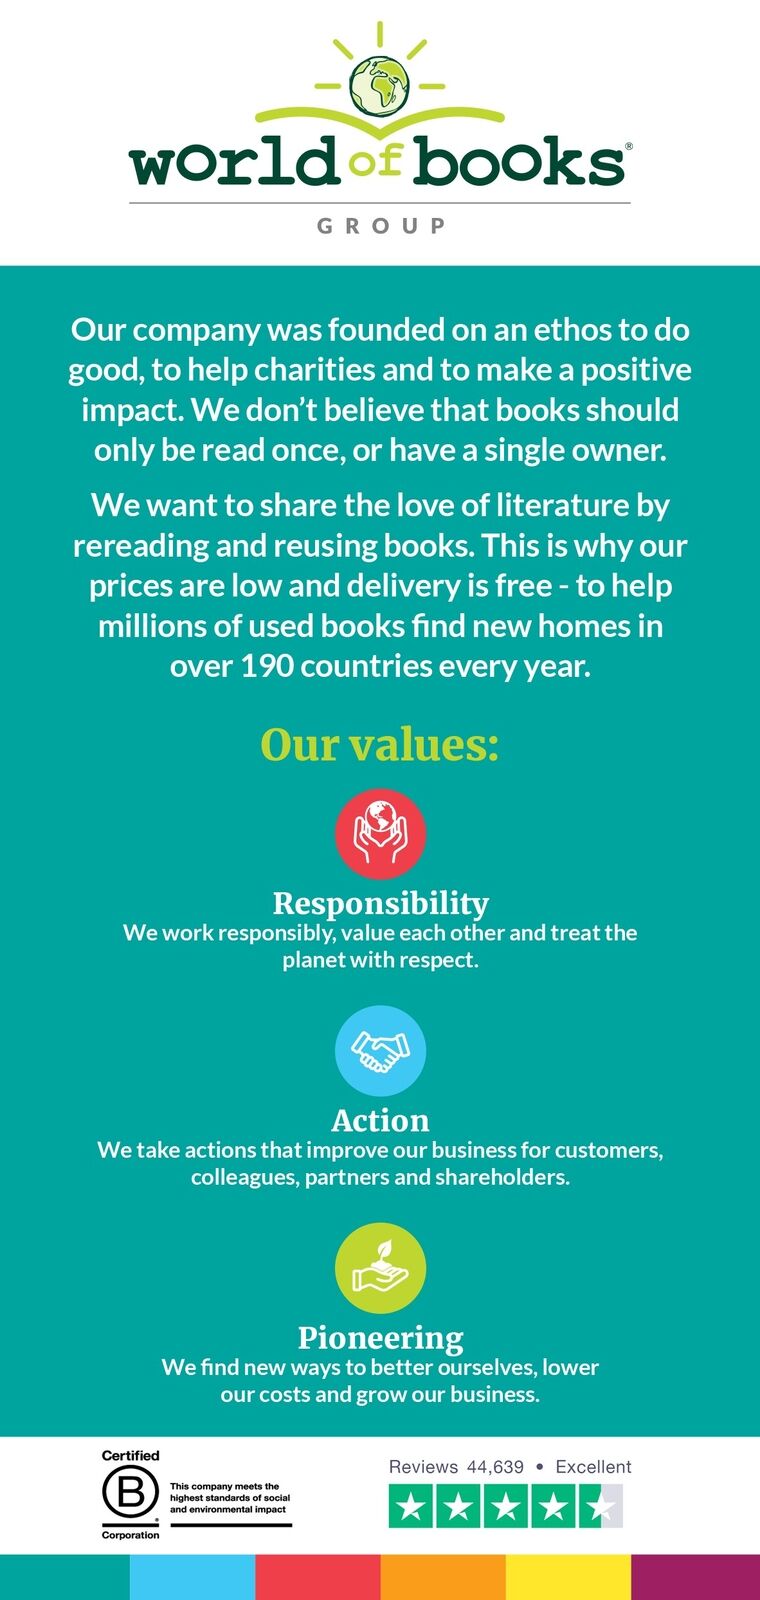 world of books®
GROUP
Our company was founded on an ethos to do
good, to help charities and to make a positive
impact. We don’t believe that books should
only be read once, or have a single owner.
We want to share the love of literature by
rereading and reusing books. This is why our
prices are low and delivery is free - to help
millions of used books find new homes in
over 190 countries every year.
Our values:
Responsibility
We work responsibly, value each other and treat the
planet with respect.
Action
We take actions that improve our business for customers,
colleagues, partners and shareholders.
Pioneering
We find new ways to better ourselves, lower
our costs and grow our business.
Certified
B
Corporation
This company meets the
highest standards of social
and environmental impact
Reviews 44,639 • Excellent